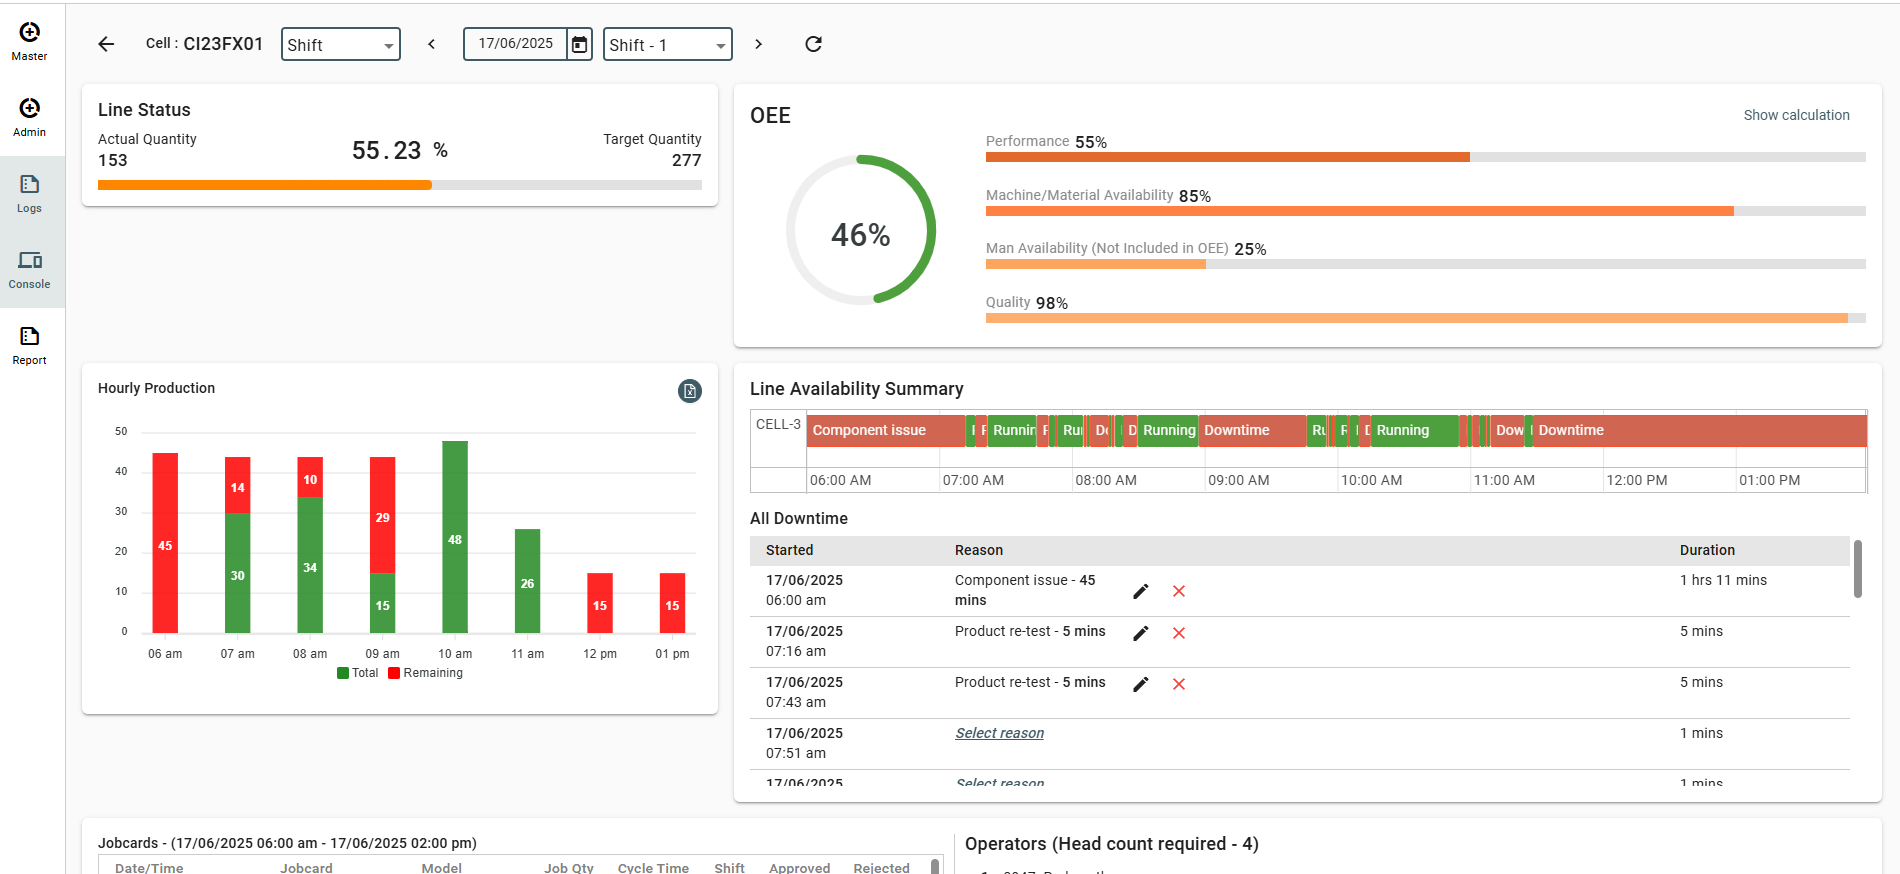 Master
Admin
Logs
Console
Report
Cell : CI23FX01
Shift
17/06/2025
Shift - 1
Line Status
Actual Quantity
153
55.23 %
Target Quantity
277
OEE
Show calculation
46%
Performance 55%
Machine/Material Availability 85%
Man Availability (Not Included in OEE) 25%
Quality 98%
Hourly Production
50
40
30
20
10
0
45
14
30
10
34
29
15
48
26
15
15
06 am 07 am 08 am 09 am 10 am 11 am 12 pm 01 pm
Total Remaining
Line Availability Summary
CELL-3
Component issue
Running
Downtime
Running
Dow
Downtime
06:00 AM 07:00 AM 08:00 AM 09:00 AM 10:00 AM 11:00 AM 12:00 PM 01:00 PM
All Downtime
Started Reason Duration
17/06/2025
06:00 am
Component issue - 45
mins
1 hrs 11 mins
17/06/2025
07:16 am
Product re-test - 5 mins
5 mins
17/06/2025
07:43 am
Product re-test - 5 mins
5 mins
17/06/2025
07:51 am
Select reason
1 mins
17/06/2025
Select reason
1 mins
Jobcards - (17/06/2025 06:00 am - 17/06/2025 02:00 pm)
Date/Time Jobcard Model Job Qty Cycle Time Shift Approved Rejected
Operators (Head count required - 4)